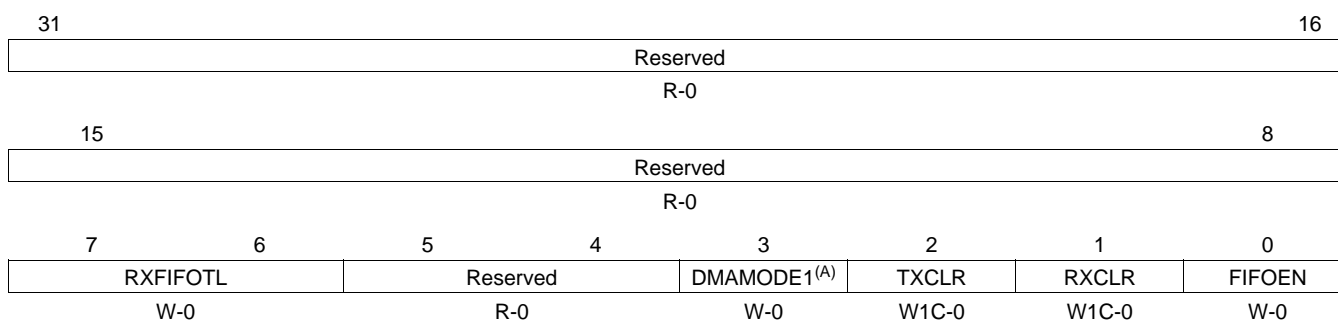 31 16
Reserved
R-0
15 8
Reserved
R-0
7 6 5 4 3 2 1 0
RXFIFOTL Reserved DMAMODE1(A) TXCLR RXCLR FIFOEN
W-0 R-0 W-0 W1C-0 W1C-0 W-0